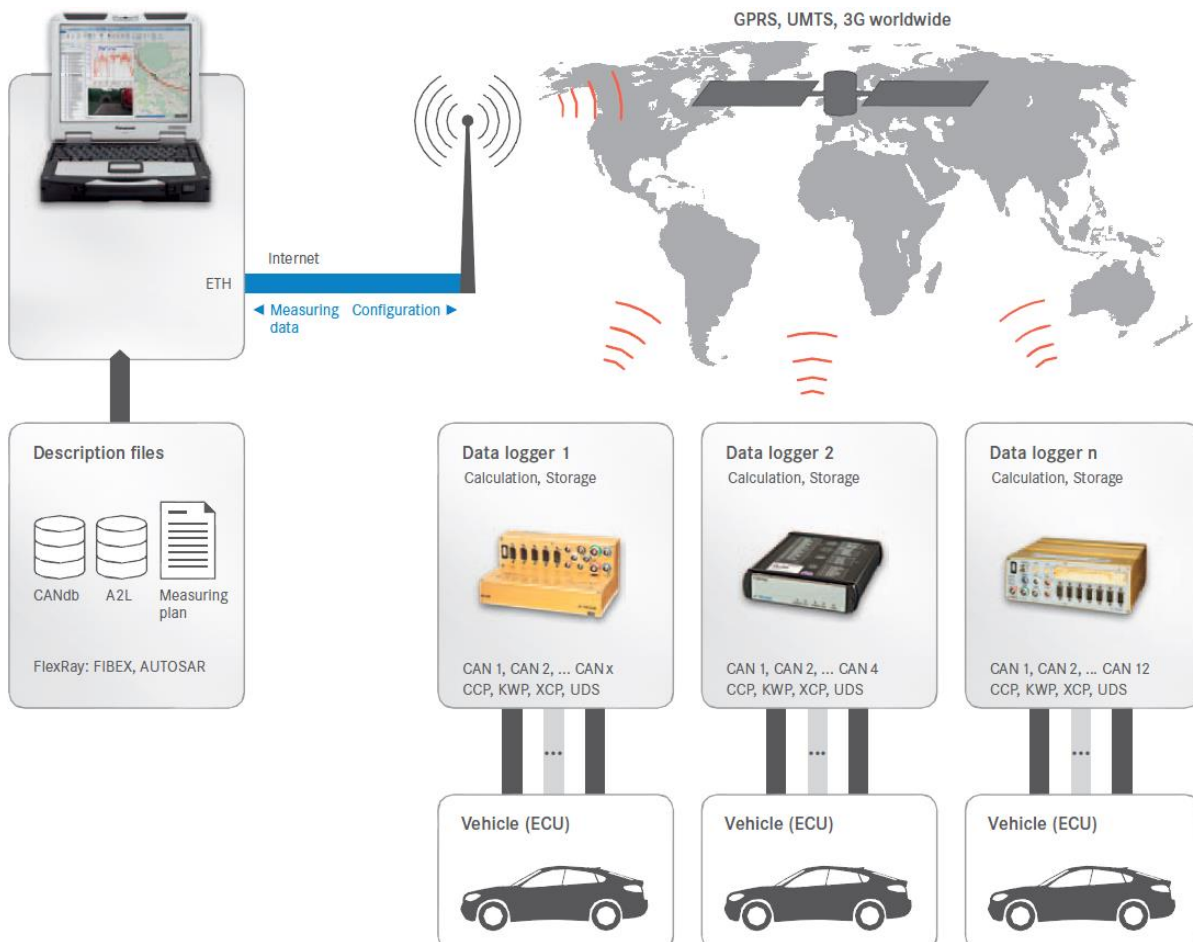 GPRS, UMTS, 3G worldwide
Internet
ETH
◄ Measuring data
Configuration ►
Description files
CANdb
A2L
Measuring
plan
FlexRay: FIBEX, AUTOSAR
Data logger 1
Calculation, Storage
CAN 1, CAN 2, ... CAN x
CCP, KWP, XCP, UDS
...
Vehicle (ECU)
Data logger 2
Calculation, Storage
CAN 1, CAN 2, ... CAN 4
CCP, KWP, XCP, UDS
...
Vehicle (ECU)
Data logger n
Calculation, Storage
CAN 1, CAN 2, ... CAN 12
CCP, KWP, XCP, UDS
...
Vehicle (ECU)